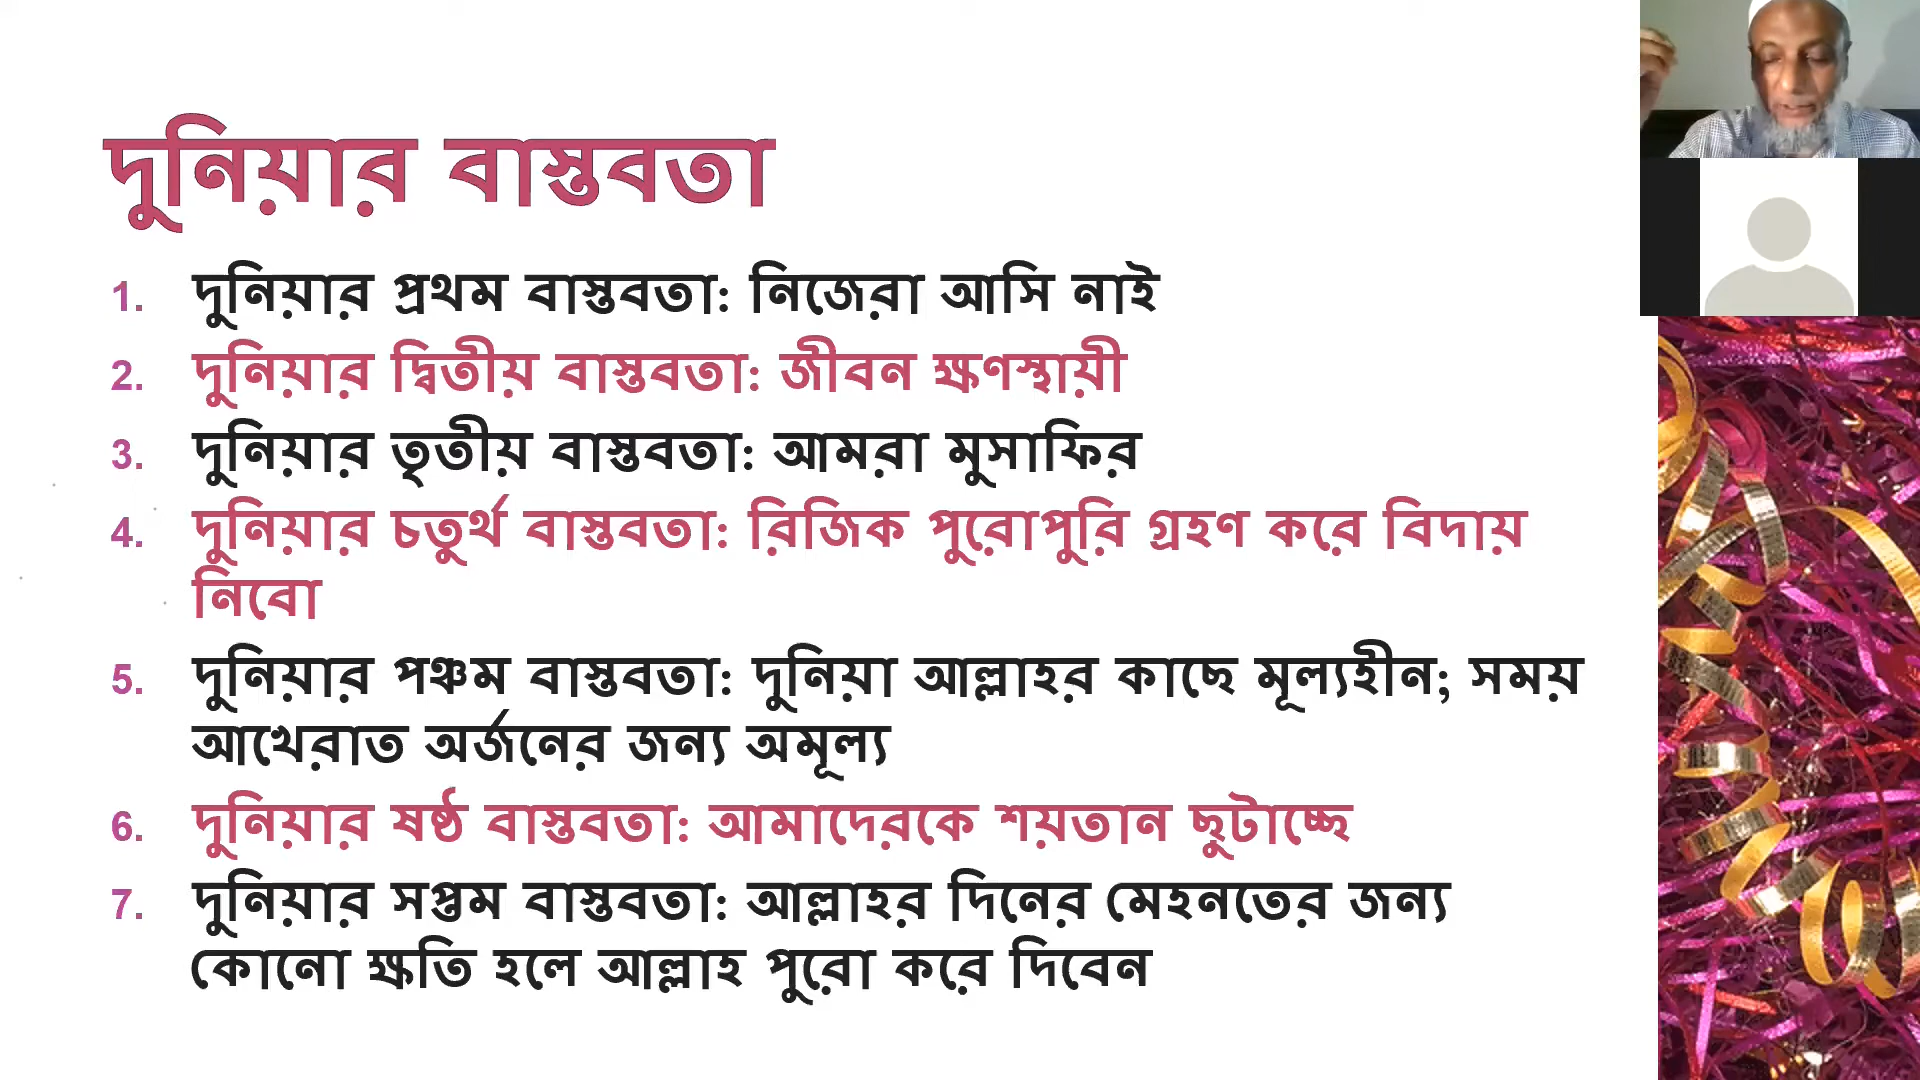 দুনিয়ার বাস্তবতা
1. দুনিয়ার প্রথম বাস্তবতা: নিজেরা আসি নাই
2. দুনিয়ার দ্বিতীয় বাস্তবতা: জীবন ক্ষণস্থায়ী
3. দুনিয়ার তৃতীয় বাস্তবতা: আমরা মুসাফির
4. দুনিয়ার চতুর্থ বাস্তবতা: রিজিক পুরোপুরি গ্রহণ করে বিদায়
নিবো
5. দুনিয়ার পঞ্চম বাস্তবতা: দুনিয়া আল্লাহর কাছে মূল্যহীন; সময়
আখেরাত অর্জনের জন্য অমূল্য
6. দুনিয়ার ষষ্ঠ বাস্তবতা: আমাদেরকে শয়তান ছুটাচ্ছে
7. দুনিয়ার সপ্তম বাস্তবতা: আল্লাহর দিনের মেহনতের জন্য
কোনো ক্ষতি হলে আল্লাহ পুরো করে দিবেন